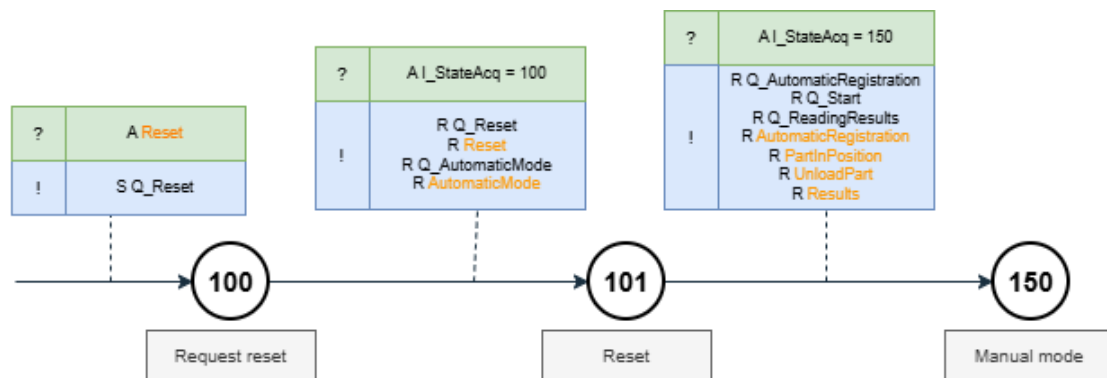 ? A Reset
! S Q_Reset
? A I_StateAcq = 100
! R Q_Reset
R Reset
R Q_AutomaticMode
R AutomaticMode
? A I_StateAcq = 150
! R Q_AutomaticRegistration
R Q_Start
R Q_ReadingResults
R AutomaticRegistration
R PartInPosition
R UnloadPart
R Results
100
101
150
Request reset
Reset
Manual mode